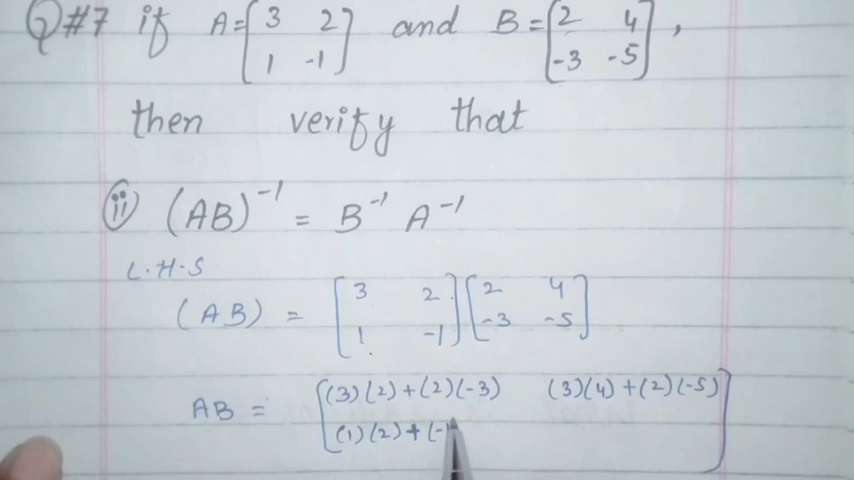 Q#7 if A=[3 2 and B=[2 4
1 -1] -3 -5],
then verify that
ii (AB)⁻¹ = B⁻¹ A⁻¹
L.H.S
(AB) = [3 2][2 4
1 -1] -3 -5]
AB = [(3)(2)+(2)(-3) (3)(4)+(2)(-5)]
(1)(2)+(-